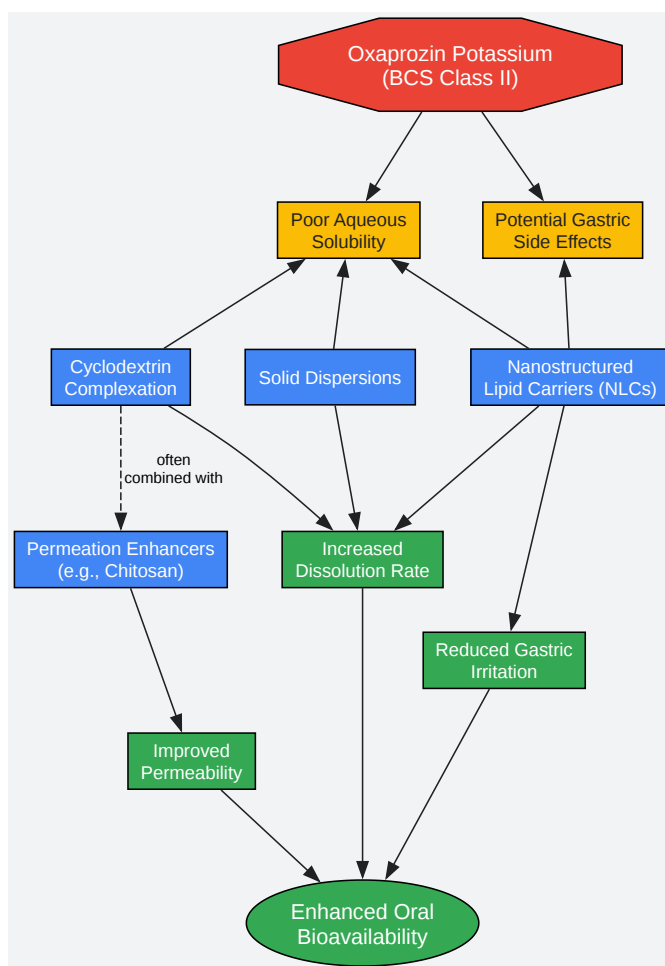 Oxaprozin Potassium
(BCS Class II)
Poor Aqueous
Solubility
Potential Gastric
Side Effects
Cyclodextrin
Complexation
Solid Dispersions
Nanostructured
Lipid Carriers (NLCs)
often
combined with
Permeation Enhancers
(e.g., Chitosan)
Increased
Dissolution Rate
Reduced Gastric
Irritation
Improved
Permeability
Enhanced Oral
Bioavailability